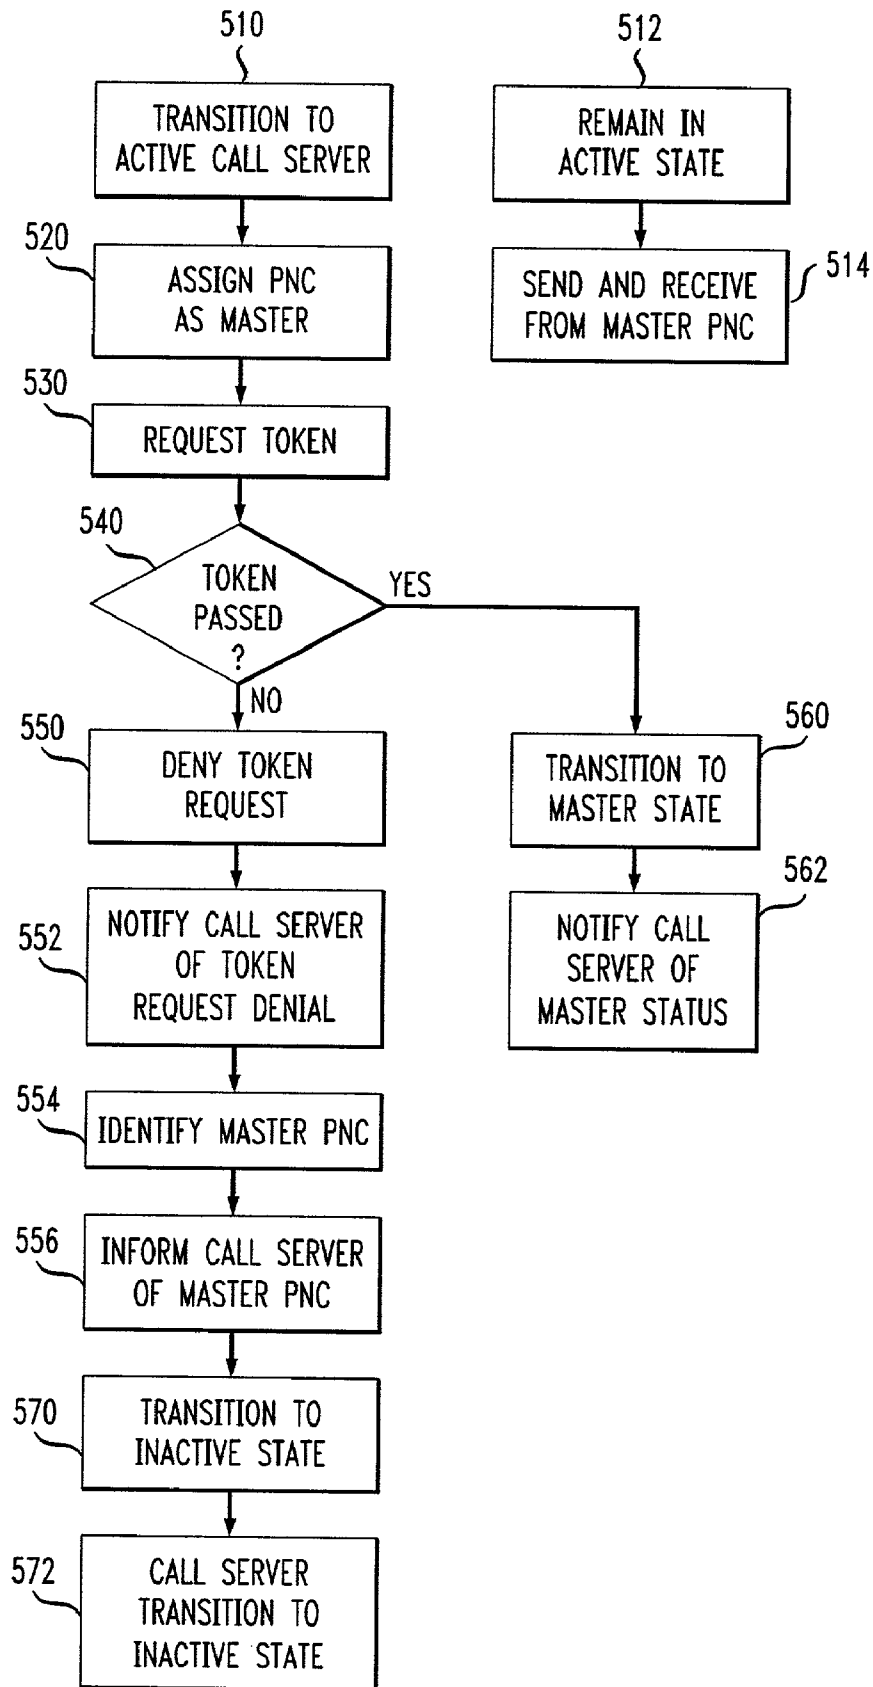 510
TRANSITION TO
ACTIVE CALL SERVER
512
REMAIN IN
ACTIVE STATE
520
ASSIGN PNC
AS MASTER
514
SEND AND RECEIVE
FROM MASTER PNC
530
REQUEST TOKEN
540
TOKEN
PASSED
?
YES
NO
550
DENY TOKEN
REQUEST
560
TRANSITION TO
MASTER STATE
552
NOTIFY CALL SERVER
OF TOKEN
REQUEST DENIAL
562
NOTIFY CALL
SERVER OF
MASTER STATUS
554
IDENTIFY MASTER PNC
556
INFORM CALL SERVER
OF MASTER PNC
570
TRANSITION TO
INACTIVE STATE
572
CALL SERVER
TRANSITION TO
INACTIVE STATE